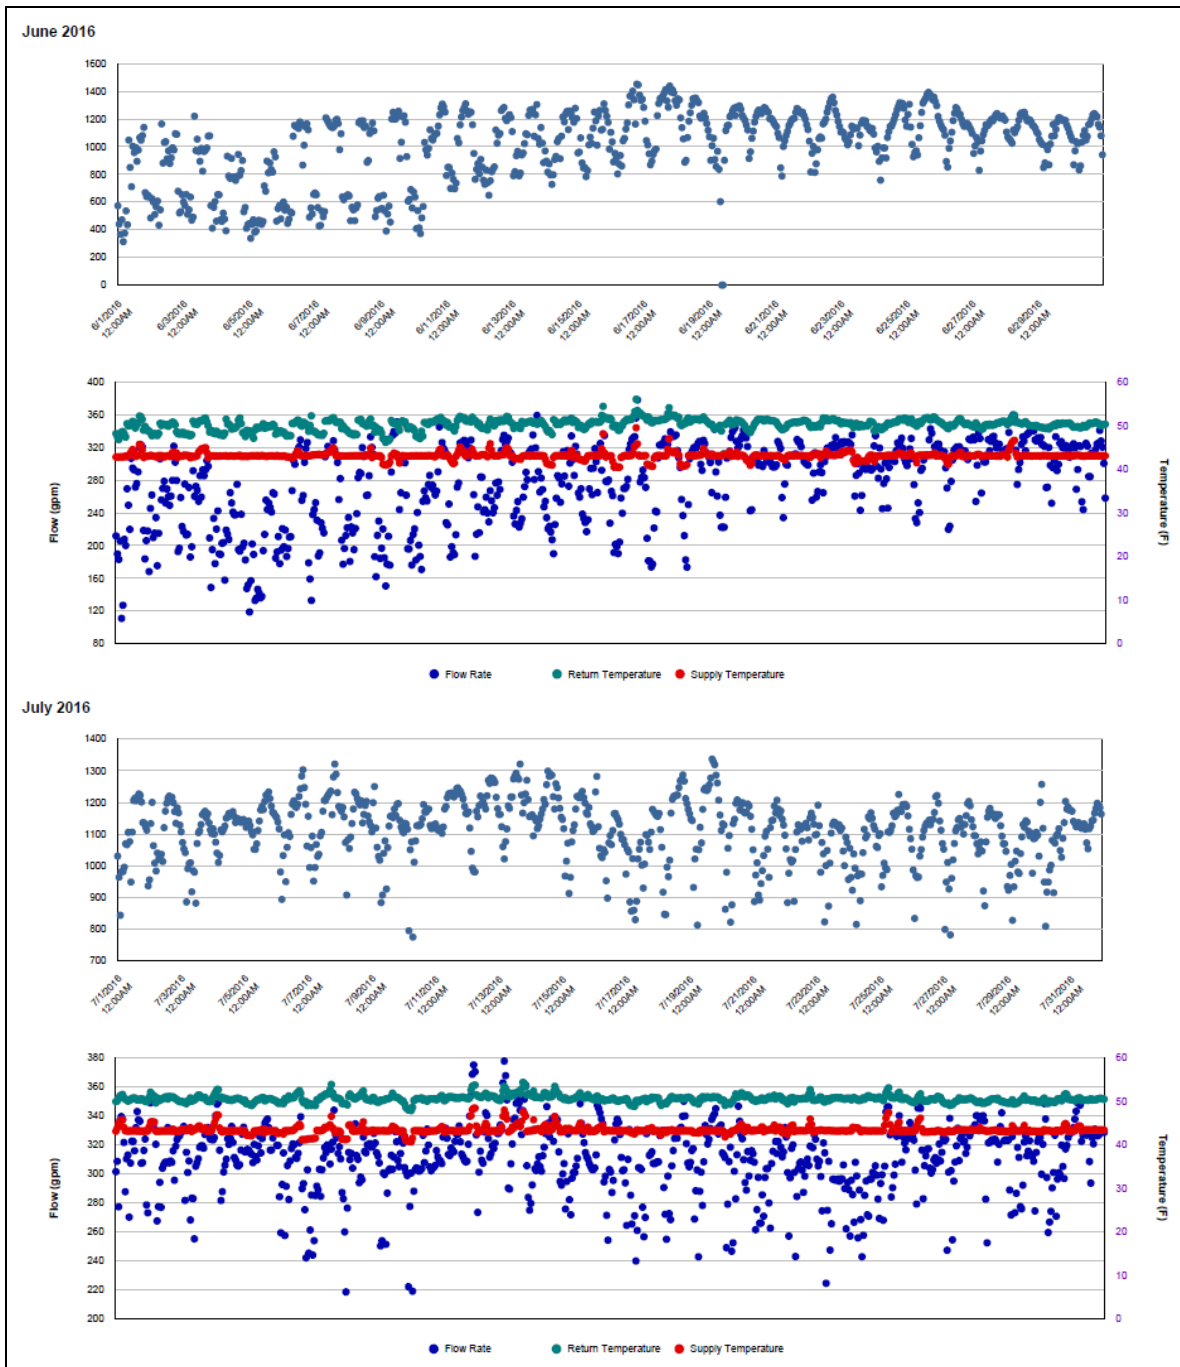 June 2016
1600
1400
1200
1000
800
600
400
200
0
6/1/2016 12:00AM
6/3/2016 12:00AM
6/5/2016 12:00AM
6/7/2016 12:00AM
6/9/2016 12:00AM
6/11/2016 12:00AM
6/13/2016 12:00AM
6/15/2016 12:00AM
6/17/2016 12:00AM
6/19/2016 12:00AM
6/21/2016 12:00AM
6/23/2016 12:00AM
6/25/2016 12:00AM
6/27/2016 12:00AM
6/29/2016 12:00AM
400
360
320
280
240
200
160
120
80
Flow (gpm)
60
50
40
30
20
10
0
Temperature (F)
Flow Rate Return Temperature Supply Temperature
July 2016
1400
1300
1200
1100
1000
900
800
700
7/1/2016 12:00AM
7/3/2016 12:00AM
7/5/2016 12:00AM
7/7/2016 12:00AM
7/9/2016 12:00AM
7/11/2016 12:00AM
7/13/2016 12:00AM
7/15/2016 12:00AM
7/17/2016 12:00AM
7/19/2016 12:00AM
7/21/2016 12:00AM
7/23/2016 12:00AM
7/25/2016 12:00AM
7/27/2016 12:00AM
7/29/2016 12:00AM
7/31/2016 12:00AM
380
360
340
320
300
280
260
240
220
200
Flow (gpm)
60
50
40
30
20
10
0
Temperature (F)
Flow Rate Return Temperature Supply Temperature